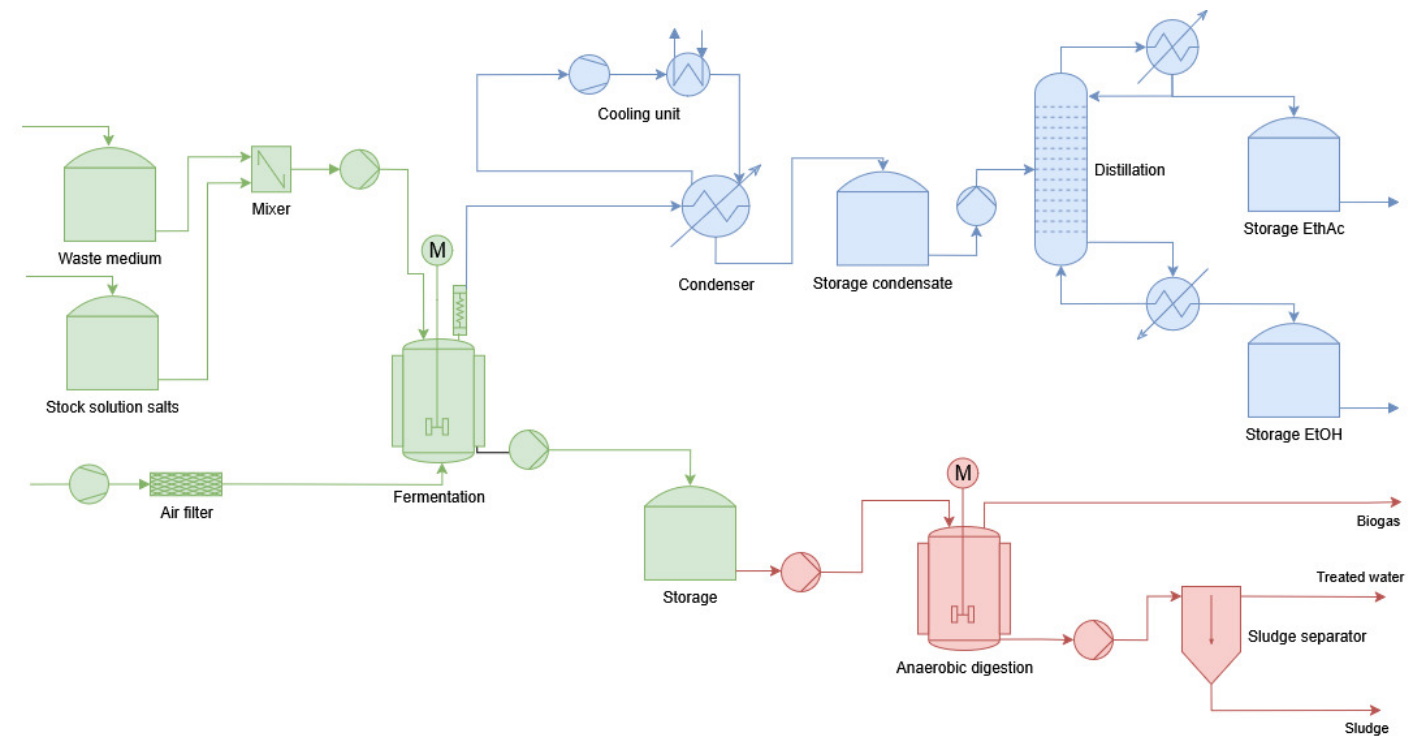 Cooling unit
Distillation
Storage EthAc
Waste medium
Mixer
M
Condenser
Storage condensate
Stock solution salts
Storage EtOH
Fermentation
Air filter
M
Biogas
Treated water
Storage
Sludge separator
Anaerobic digestion
Sludge